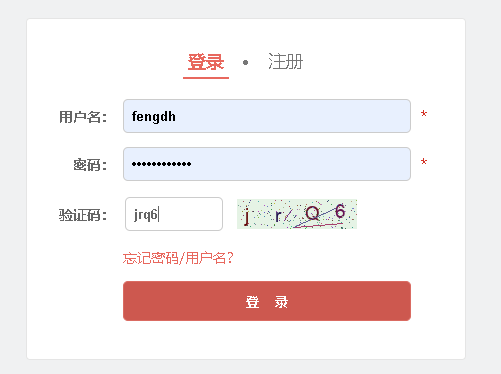 登录 • 注册
用户名: fengdh *
密码: •••••••••••• *
验证码: jrq6 j r Q 6
忘记密码/用户名?
登 录